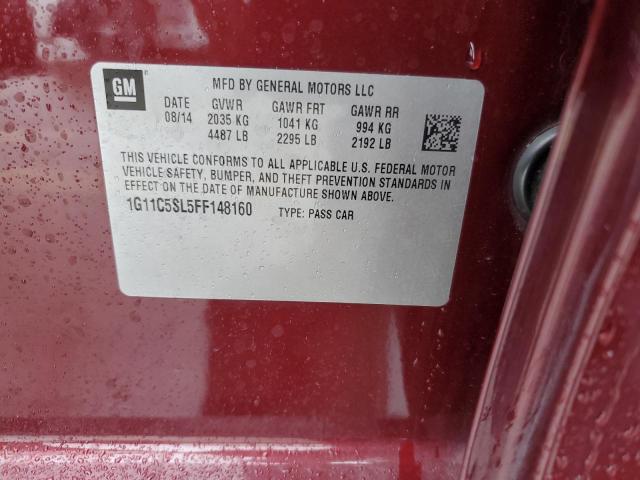 GM MFD BY GENERAL MOTORS LLC
DATE GVWR GAWR FRT GAWR RR
08/14 2035 KG 1041 KG 994 KG
4487 LB 2295 LB 2192 LB
THIS VEHICLE CONFORMS TO ALL APPLICABLE U.S. FEDERAL MOTOR
VEHICLE SAFETY, BUMPER, AND THEFT PREVENTION STANDARDS IN
EFFECT ON THE DATE OF MANUFACTURE SHOWN ABOVE.
1G11C5SL5FF148160 TYPE: PASS CAR